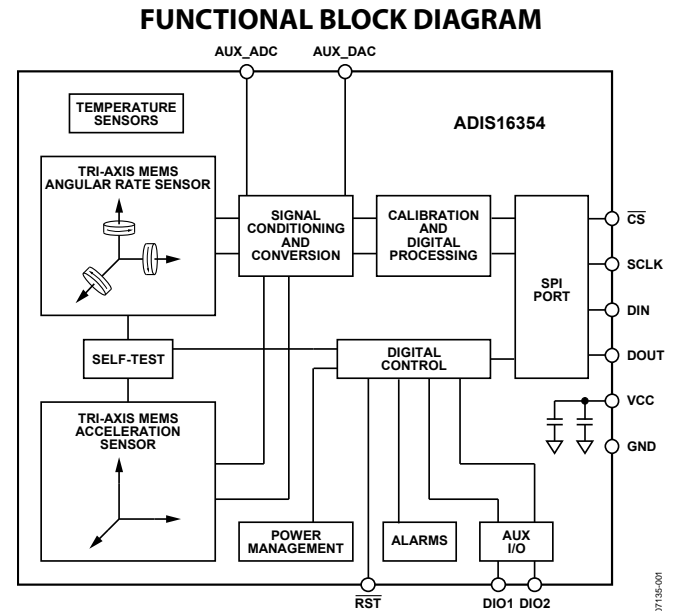 FUNCTIONAL BLOCK DIAGRAM
AUX_ADC
AUX_DAC
TEMPERATURE
SENSORS
ADIS16354
TRI-AXIS MEMS
ANGULAR RATE SENSOR
SIGNAL
CONDITIONING
AND
CONVERSION
CALIBRATION
AND
DIGITAL
PROCESSING
SPI
PORT
CS
SCLK
DIN
DOUT
VCC
GND
SELF-TEST
DIGITAL
CONTROL
TRI-AXIS MEMS
ACCELERATION
SENSOR
POWER
MANAGEMENT
ALARMS
AUX
I/O
RST
DIO1
DIO2
07135-001